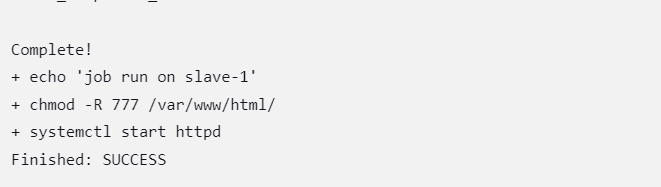 Complete!
+ echo 'job run on slave-1'
+ chmod -R 777 /var/www/html/
+ systemctl start httpd
Finished: SUCCESS